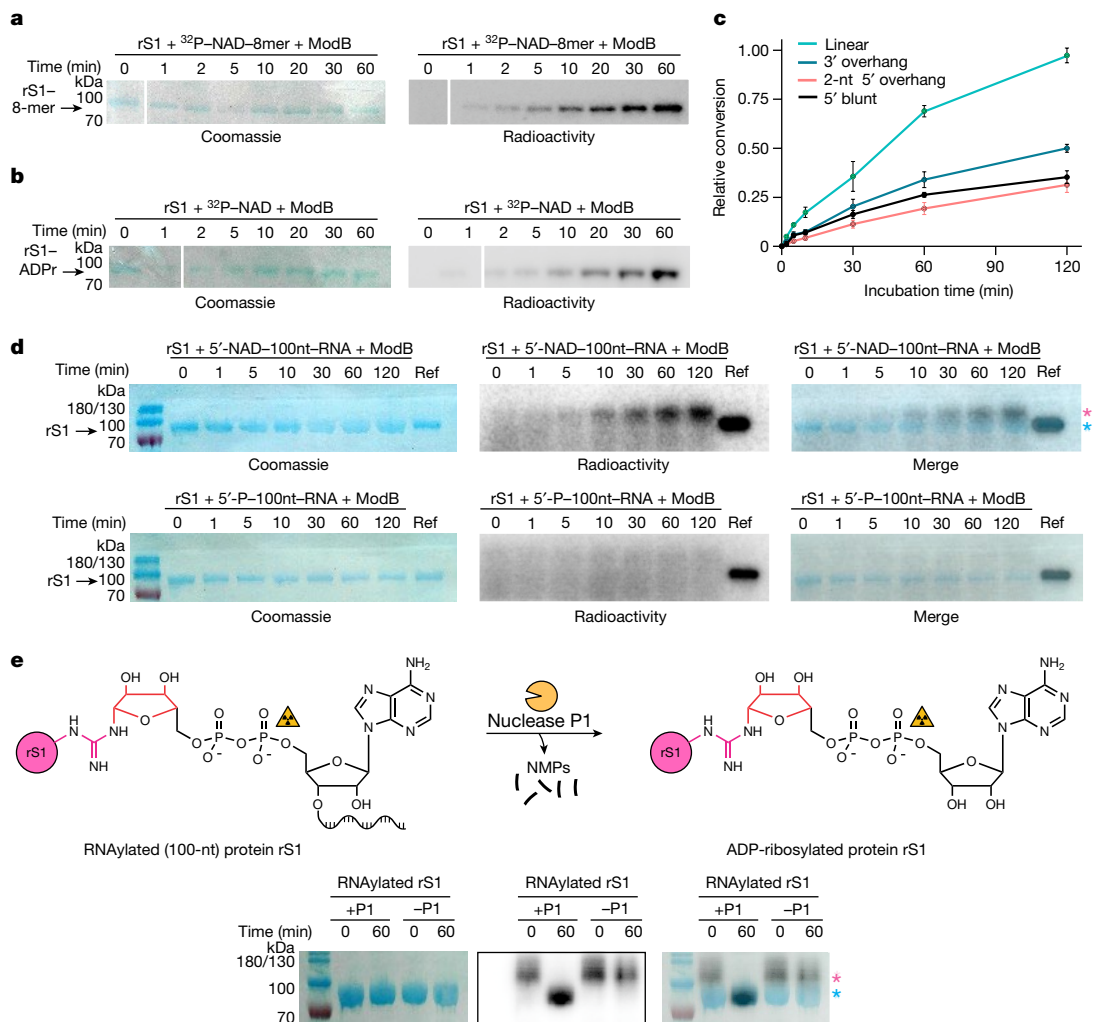 a
rS1 + ³²P–NAD–8mer + ModB
rS1 + ³²P–NAD–8mer + ModB
Time (min) 0 1 2 5 10 20 30 60
0 1 2 5 10 20 30 60
kDa
rS1–
8-mer
100
70
Coomassie
Radioactivity
b
rS1 + ³²P–NAD + ModB
rS1 + ³²P–NAD + ModB
Time (min) 0 1 2 5 10 20 30 60
0 1 2 5 10 20 30 60
kDa
rS1–
ADPr
100
70
Coomassie
Radioactivity
c
Linear
3′ overhang
2-nt 5′ overhang
5′ blunt
Relative conversion
1.00
0.75
0.50
0.25
0
0 30 60 90 120
Incubation time (min)
d
rS1 + 5′-NAD–100nt–RNA + ModB
rS1 + 5′-NAD–100nt–RNA + ModB
rS1 + 5′-NAD–100nt–RNA + ModB
Time (min) 0 1 5 10 30 60 120 Ref
0 1 5 10 30 60 120 Ref
0 1 5 10 30 60 120 Ref
kDa
180/130
100
rS1
70
*
*
Coomassie
Radioactivity
Merge
rS1 + 5′-P–100nt–RNA + ModB
rS1 + 5′-P–100nt–RNA + ModB
rS1 + 5′-P–100nt–RNA + ModB
Time (min) 0 1 5 10 30 60 120 Ref
0 1 5 10 30 60 120 Ref
0 1 5 10 30 60 120 Ref
kDa
180/130
rS1
100
70
Coomassie
Radioactivity
Merge
e
rS1
H
N
NH
NH
OH OH
O
O
P
O⁻
O
O
P
O⁻
O
O
O
OH
N
N
N
N
NH₂
Nuclease P1
NMPs
rS1
H
N
NH
NH
OH OH
O
O
P
O⁻
O
O
P
O⁻
O
O
OH OH
N
N
N
N
NH₂
RNAylated (100-nt) protein rS1
ADP-ribosylated protein rS1
RNAylated rS1
RNAylated rS1
RNAylated rS1
+P1 –P1
+P1 –P1
+P1 –P1
Time (min) 0 60 0 60
0 60 0 60
0 60 0 60
kDa
180/130
100
70
*
*